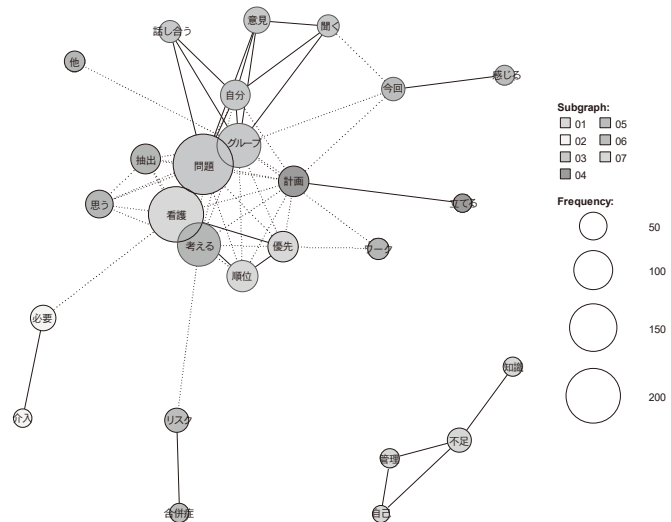 意見
聞く
話し合う
他
感じる
今回
自分
グループ
抽出
問題
計画
思う
立てる
看護
考える
優先
ワーク
順位
必要
介入
リスク
合併症
知識
不足
管理
自己
Subgraph:
01 05
02 06
03 07
04
Frequency:
50
100
150
200